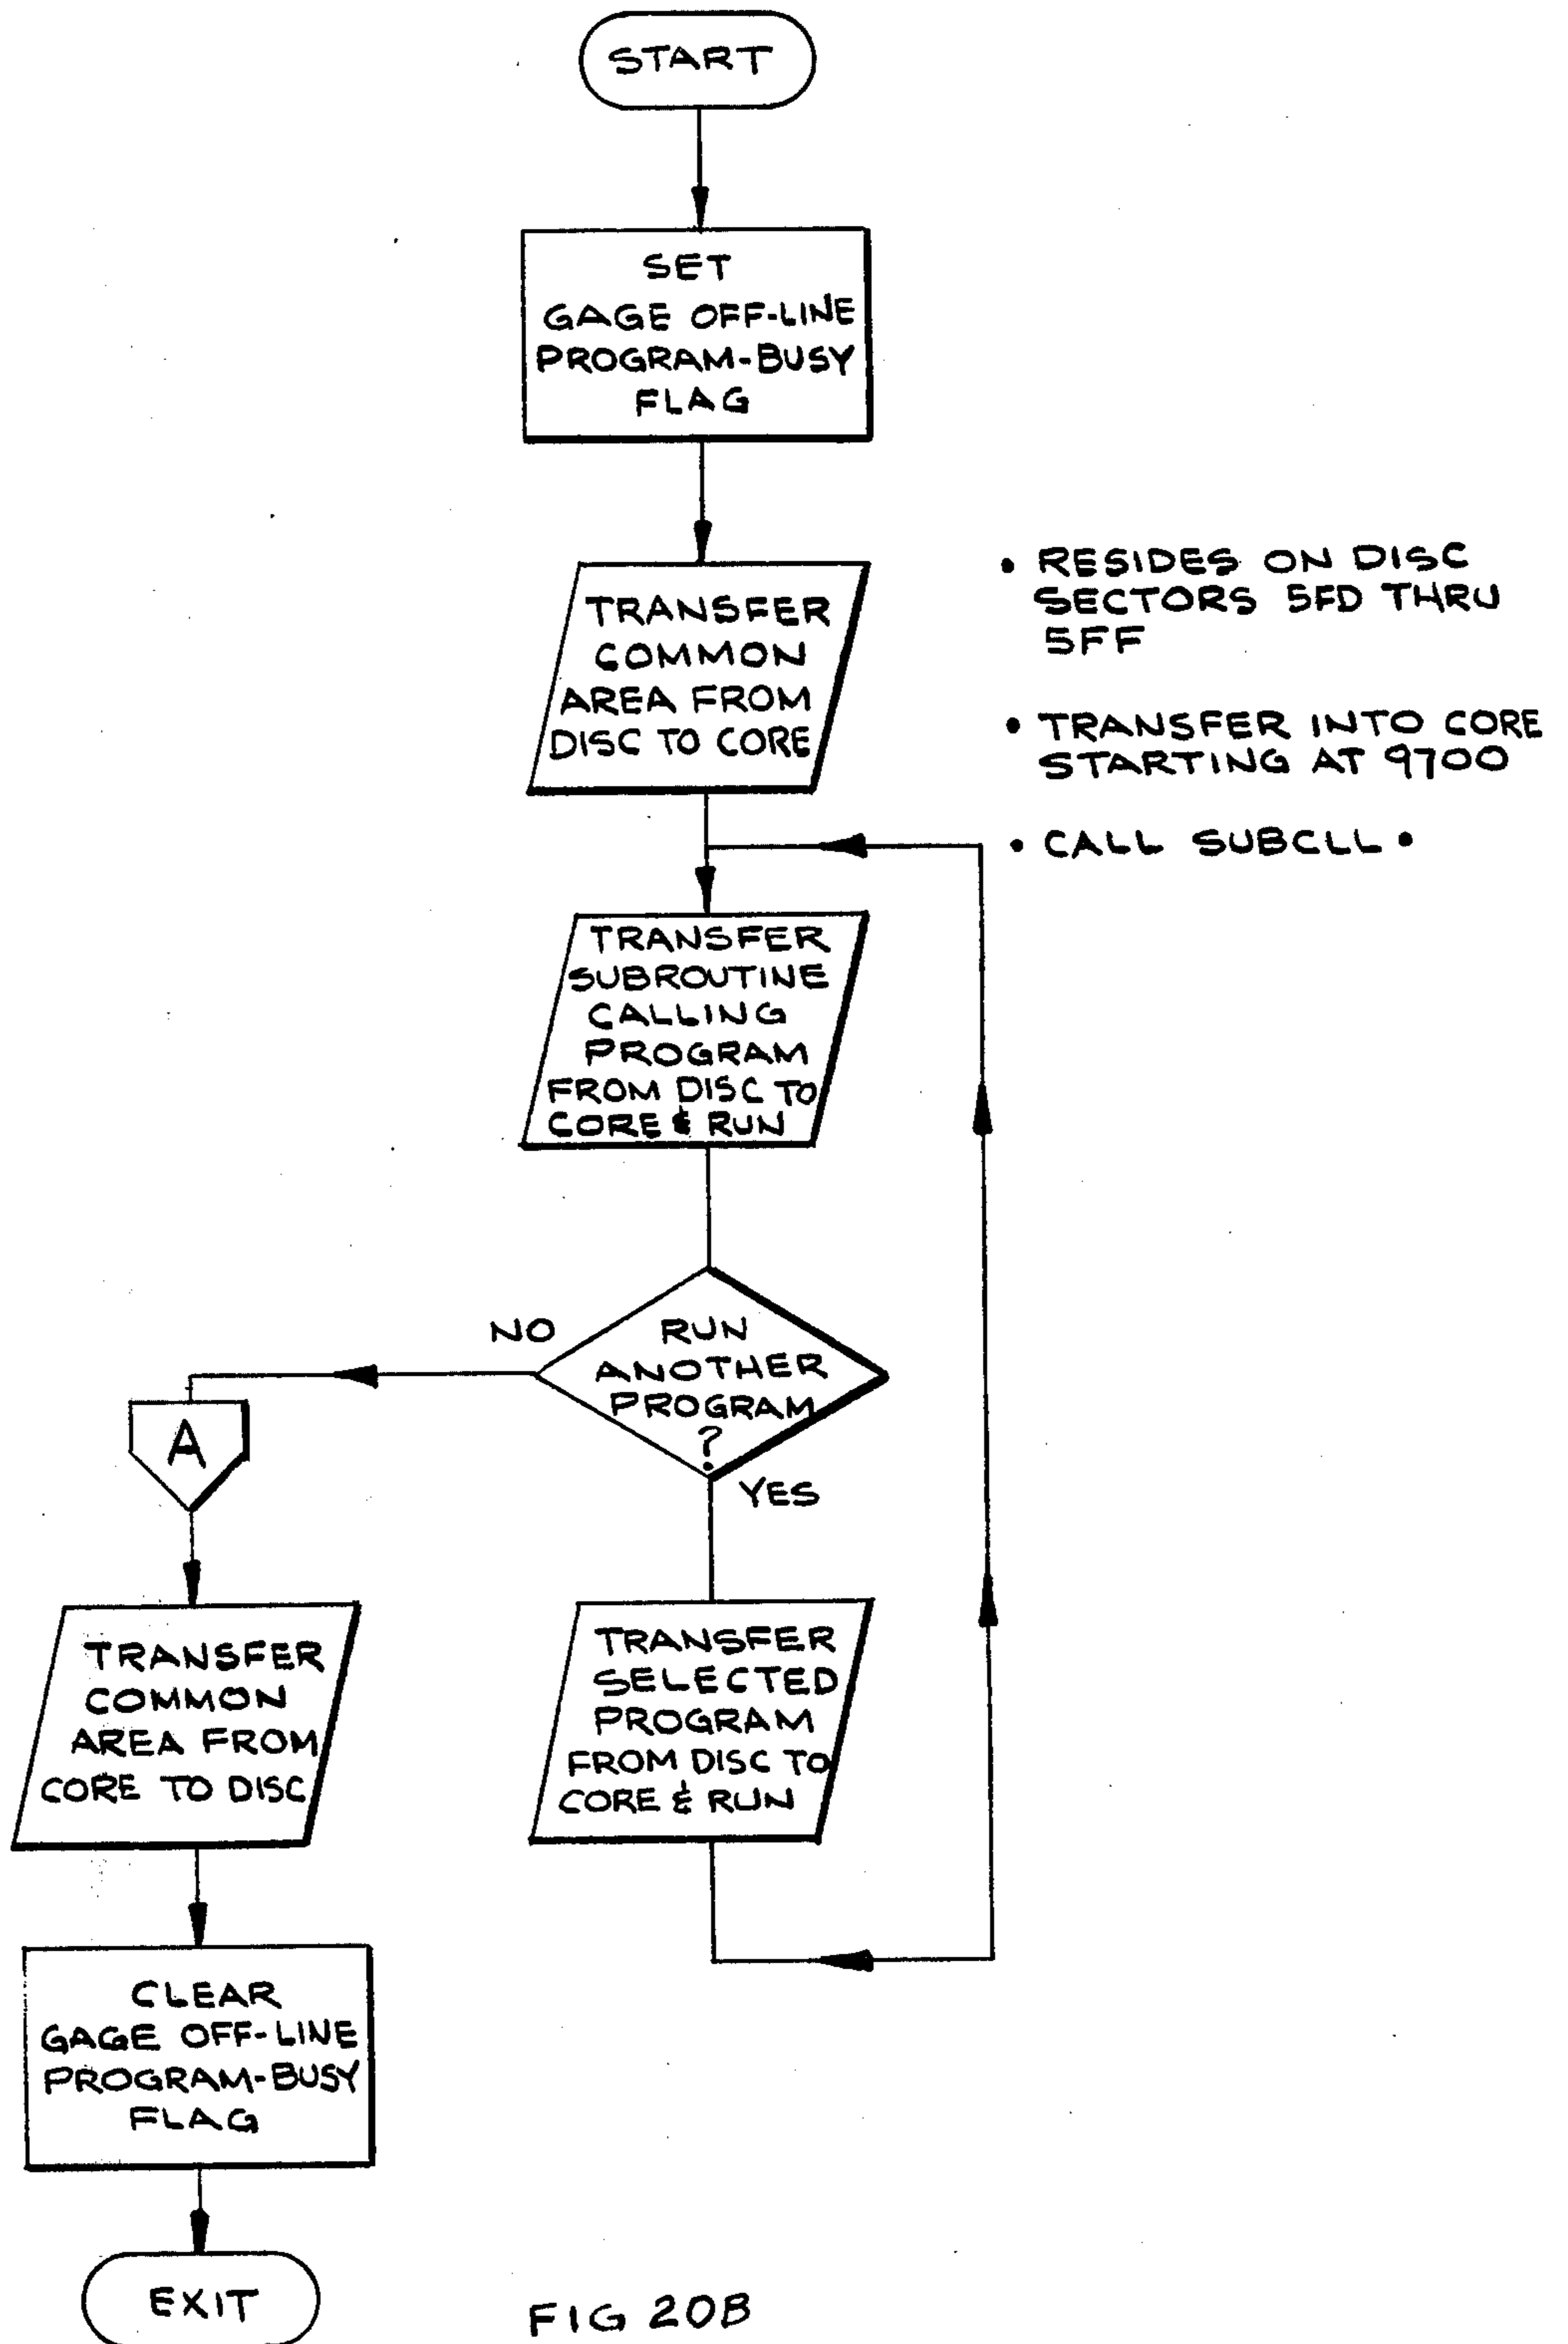 START
SET
GAGE OFF-LINE
PROGRAM-BUSY
FLAG
TRANSFER
COMMON
AREA FROM
DISC TO CORE
• RESIDES ON DISC
SECTORS 5FD THRU
5FF
• TRANSFER INTO CORE
STARTING AT 9700
• CALL SUBCLL •
TRANSFER
SUBROUTINE
CALLING
PROGRAM
FROM DISC TO
CORE & RUN
NO
RUN
ANOTHER
PROGRAM
?
YES
A
TRANSFER
COMMON
AREA FROM
CORE TO DISC
TRANSFER
SELECTED
PROGRAM
FROM DISC TO
CORE & RUN
CLEAR
GAGE OFF-LINE
PROGRAM-BUSY
FLAG
EXIT
FIG 20B